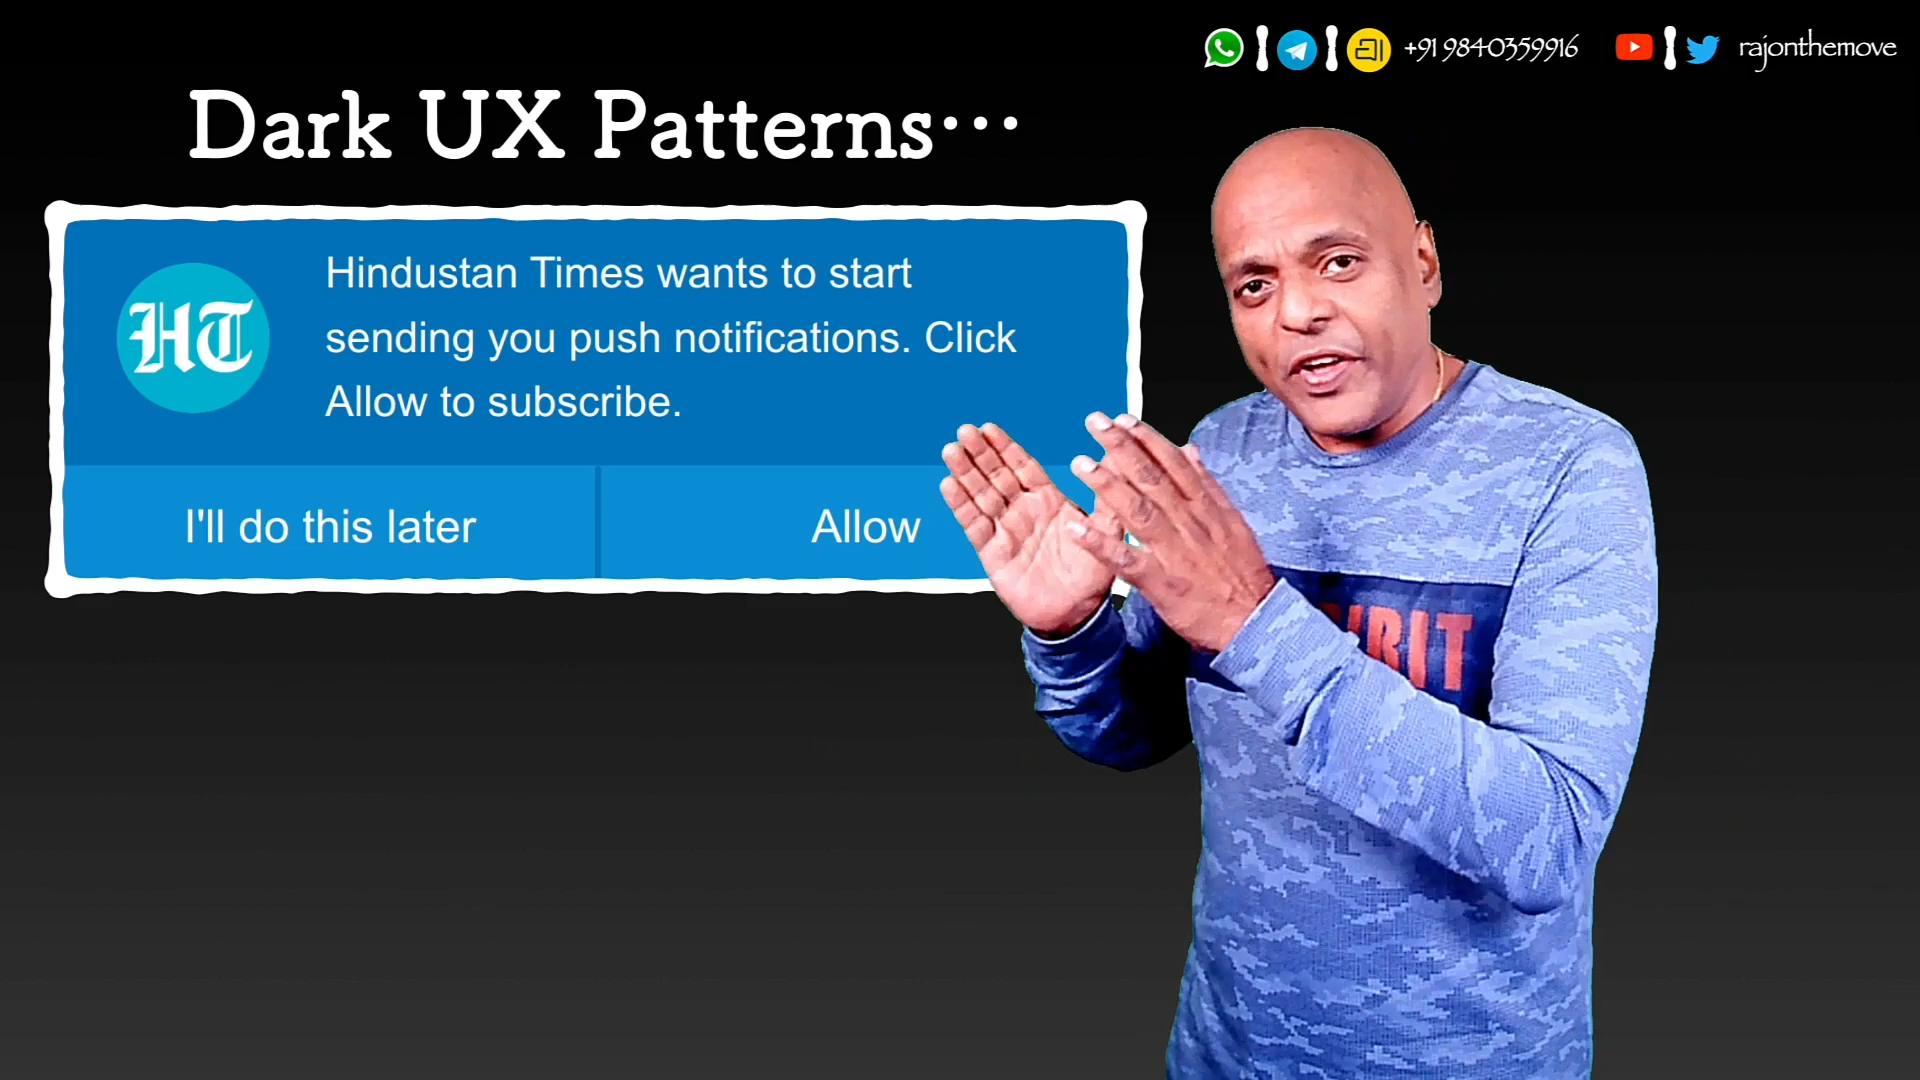 +91 9840359916 rajonthemove
Dark UX Patterns...
HT
Hindustan Times wants to start
sending you push notifications. Click
Allow to subscribe.
I'll do this later
Allow